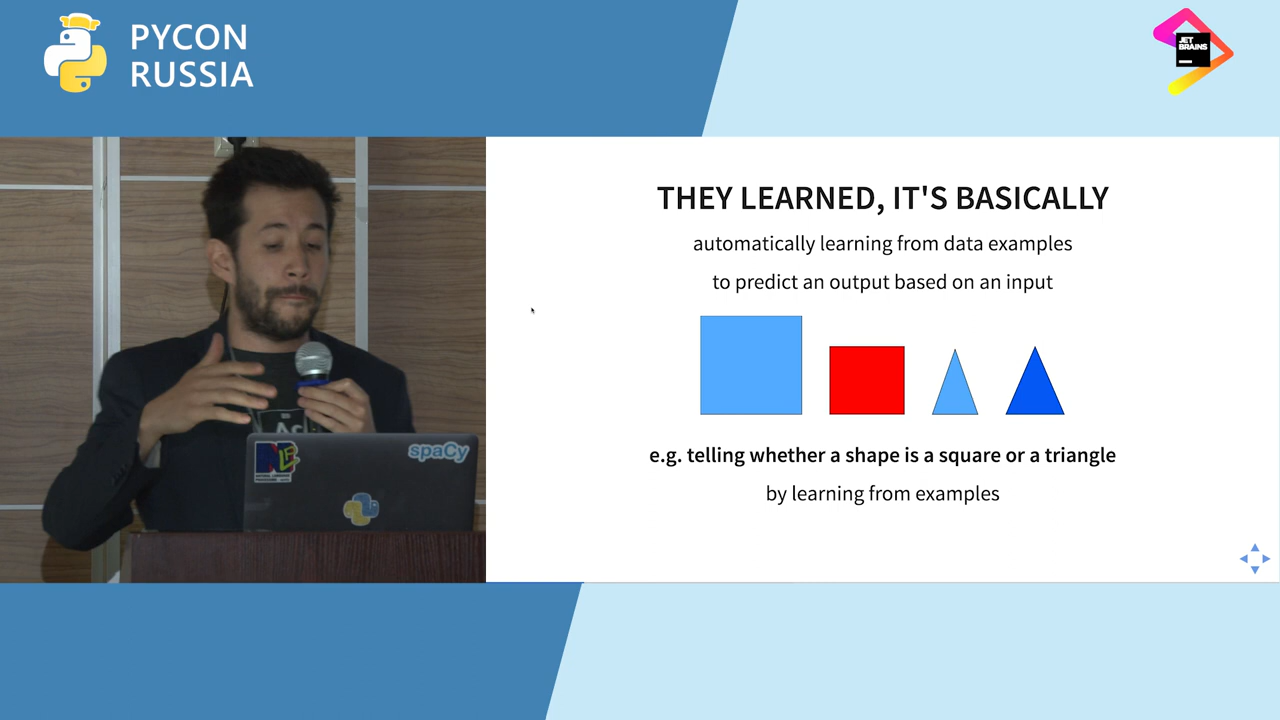 PYCON
RUSSIA
JET
BRAINS
THEY LEARNED, IT'S BASICALLY
automatically learning from data examples
to predict an output based on an input
e.g. telling whether a shape is a square or a triangle
by learning from examples
spaCy